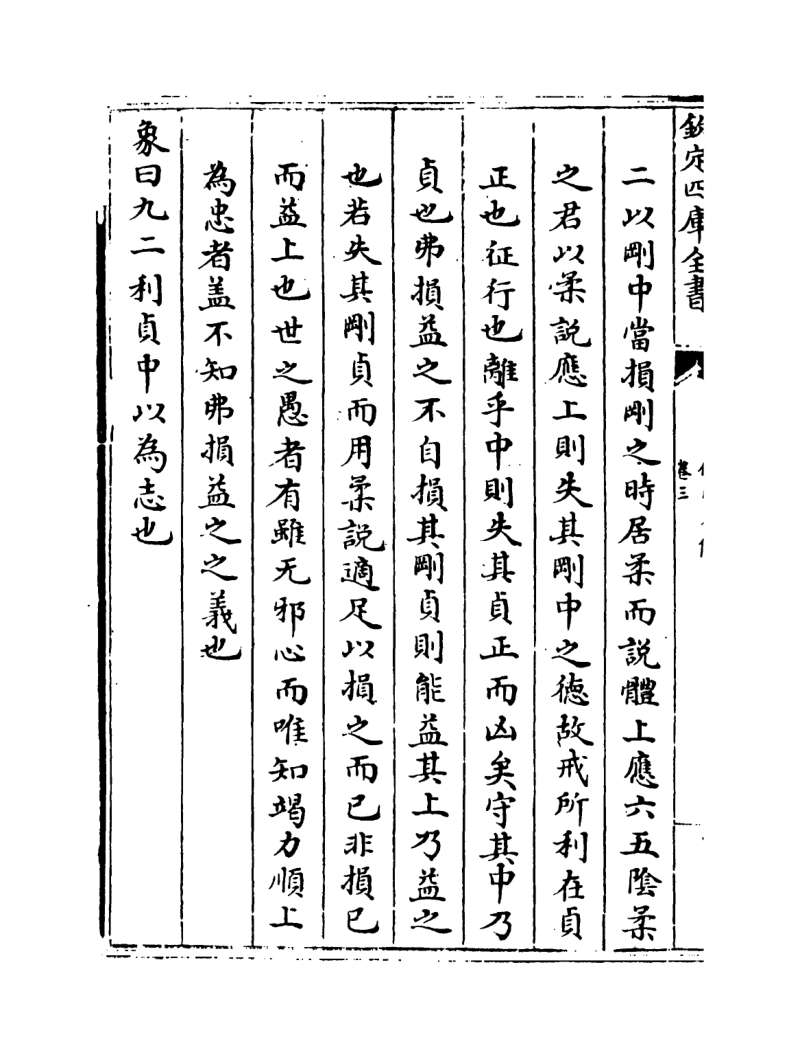 欽定四庫全書
卷三
二以剛中當損剛之時居柔而說體上應六五陰柔
之君以柔說應上則失其剛中之德故戒所利在貞
正也征行也離乎中則失其貞正而凶矣守其中乃
貞也弗損益之不自損其剛貞則能益其上乃益之
也若失其剛貞而用柔說適足以損之而已非損已
而益上也世之愚者有雖无邪心而唯知竭力順上
為忠者盖不知弗損益之之義也
象曰九二利貞中以為志也